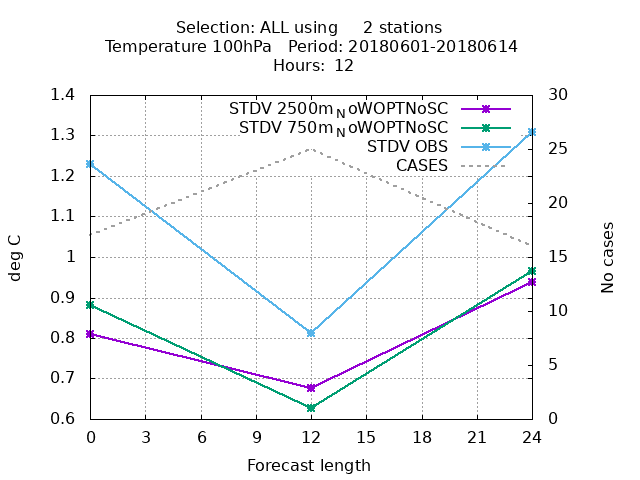 Selection: ALL using     2 stations
Temperature 100hPa   Period: 20180601-20180614
Hours:  12
STDV 2500m_NoWOPTNoSC
STDV 750m_NoWOPTNoSC
STDV OBS
CASES
deg C
1.4
1.3
1.2
1.1
1
0.9
0.8
0.7
0.6
30
25
20
15
10
5
0
No cases
0 3 6 9 12 15 18 21 24
Forecast length